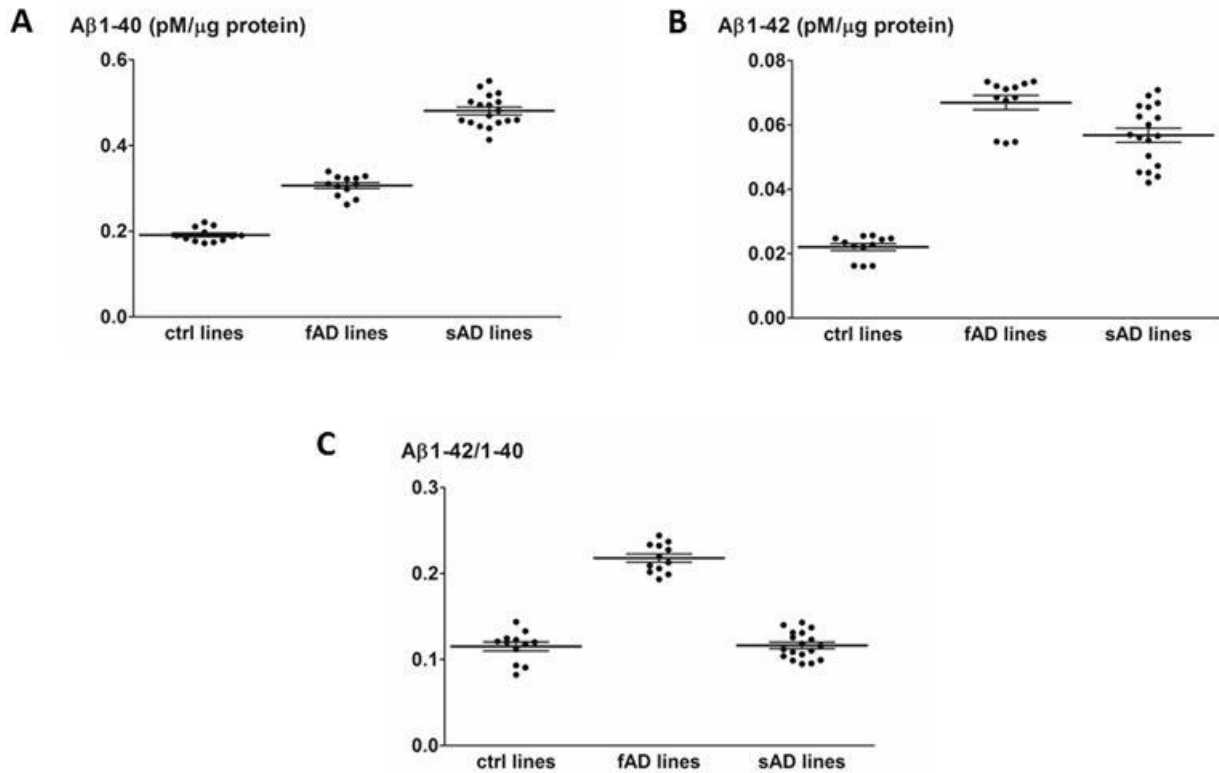 A
Aβ1-40 (pM/μg protein)
0.6
0.4
0.2
0.0
ctrl lines fAD lines sAD lines
B
Aβ1-42 (pM/μg protein)
0.08
0.06
0.04
0.02
0.00
ctrl lines fAD lines sAD lines
C
Aβ1-42/1-40
0.3
0.2
0.1
0.0
ctrl lines fAD lines sAD lines